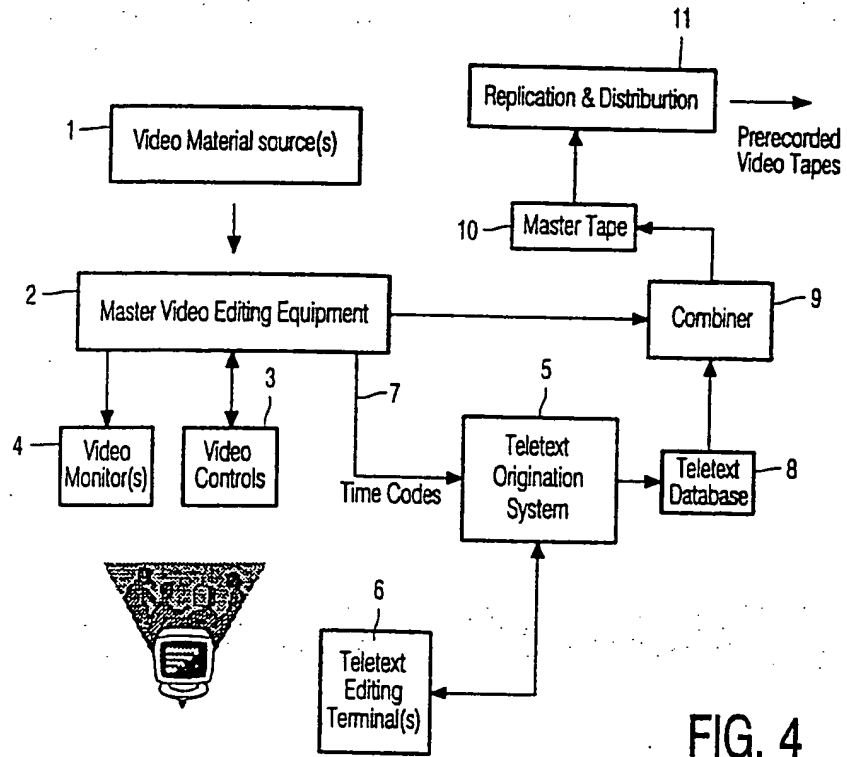 11
Replication & Distriburtion
Prerecorded
Video Tapes
1
Video Material source(s)
10
Master Tape
2
Master Video Editing Equipment
Combiner
9
3
7
5
4
Video
Monitor(s)
Video
Controls
Time Codes
Teletext
Origination
System
Teletext
Database
8
6
Teletext
Editing
Terminal(s)
FIG. 4